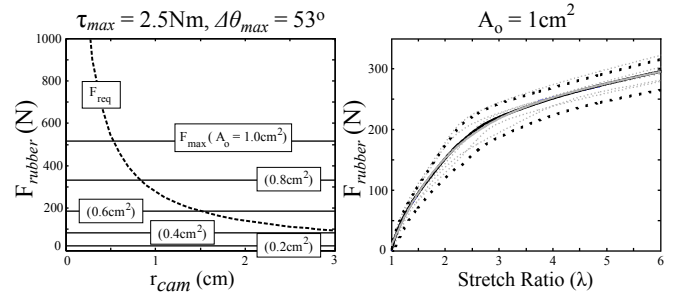 τmax = 2.5Nm, Δθmax = 53º
Frubber (N)
1000
800
600
400
200
0
Freq
Fmax( Ao = 1.0cm²)
(0.8cm²)
(0.6cm²)
(0.4cm²)
(0.2cm²)
0 1 2 3
rcam (cm)
Ao = 1cm²
Frubber (N)
300
200
100
0
1 2 3 4 5 6
Stretch Ratio (λ)